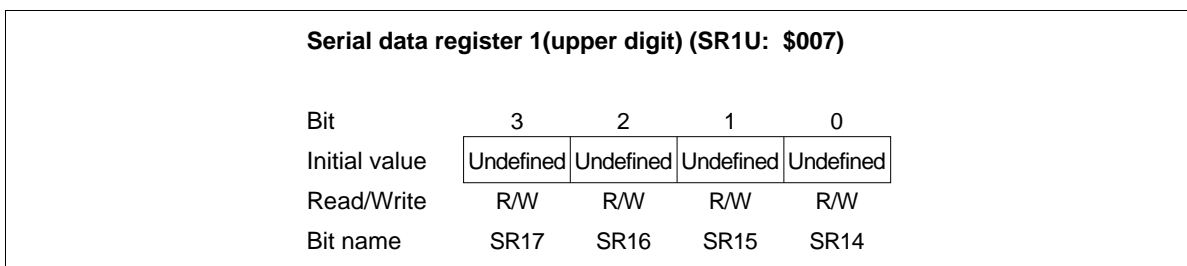 Serial data register 1(upper digit) (SR1U: $007)
Bit 3 2 1 0
Initial value Undefined Undefined Undefined Undefined
Read/Write R/W R/W R/W R/W
Bit name SR17 SR16 SR15 SR14